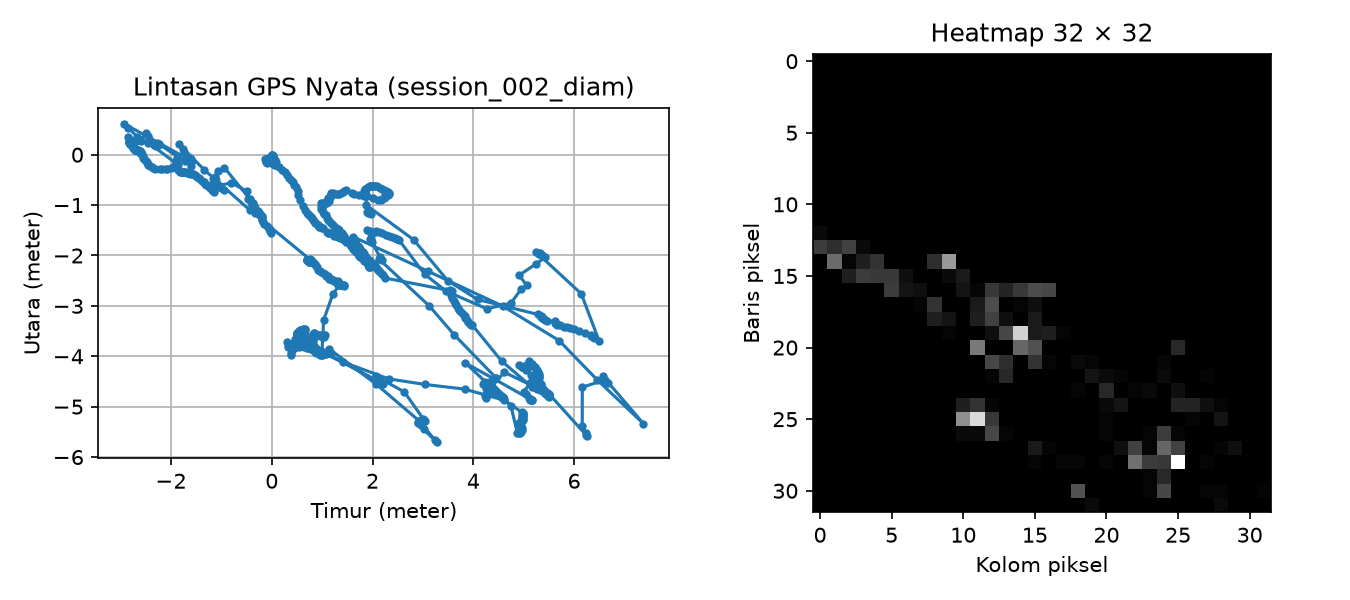 Lintasan GPS Nyata (session_002_diam)
0
−1
−2
−3
−4
−5
−6
Utara (meter)
−2 0 2 4 6
Timur (meter)
Heatmap 32 × 32
0
5
10
15
20
25
30
Baris piksel
0 5 10 15 20 25 30
Kolom piksel